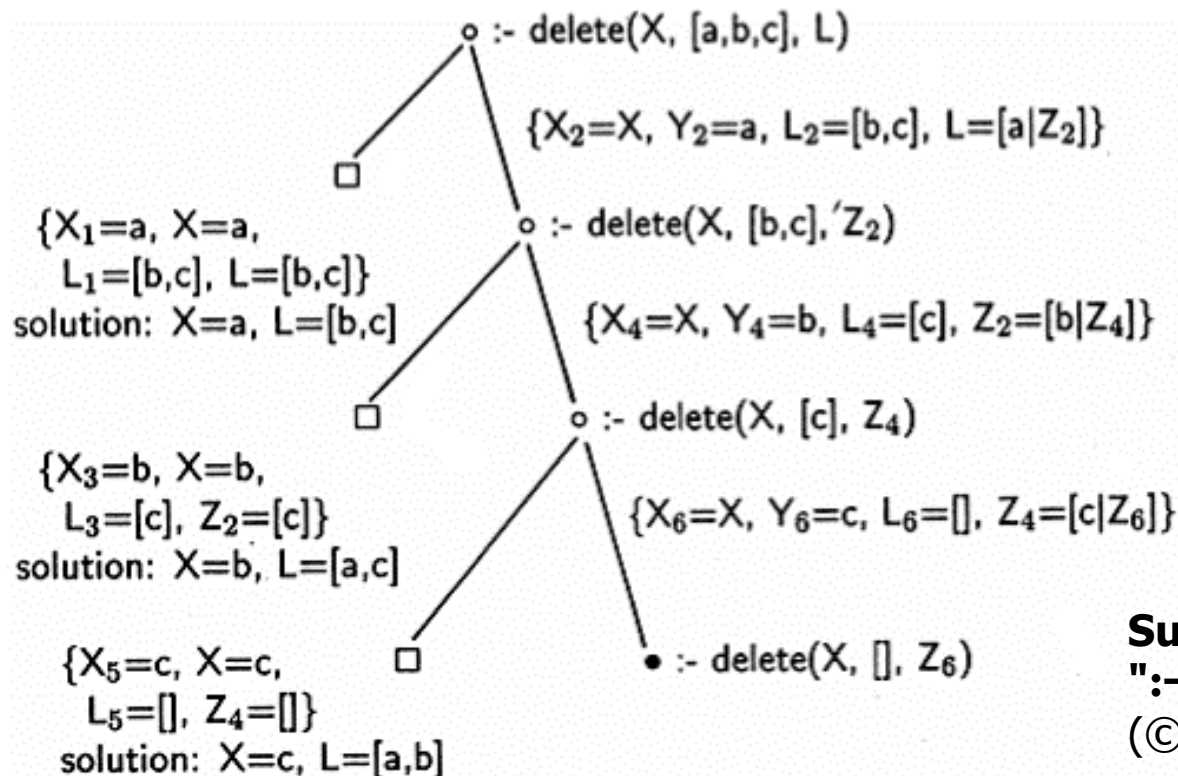 :- delete(X, [a,b,c], L)
{X₂=X, Y₂=a, L₂=[b,c], L=[a|Z₂]}
{X₁=a, X=a,
L₁=[b,c], L=[b,c]}
solution: X=a, L=[b,c]
:- delete(X, [b,c],′Z₂)
{X₄=X, Y₄=b, L₄=[c], Z₂=[b|Z₄]}
:- delete(X, [c], Z₄)
{X₃=b, X=b,
L₃=[c], Z₂=[c]}
solution: X=b, L=[a,c]
{X₆=X, Y₆=c, L₆=[], Z₄=[c|Z₆]}
:- delete(X, [], Z₆)
{X₅=c, X=c,
L₅=[], Z₄=[]}
solution: X=c, L=[a,b]
Su
":-
(©